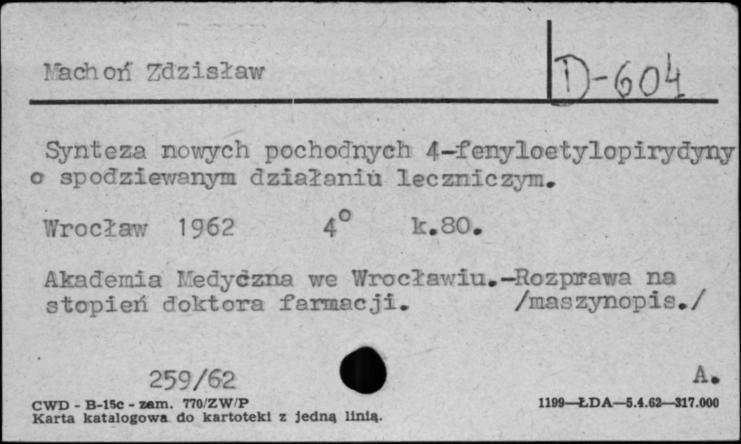 Machoń Zdzisław
D-604
Synteza nowych pochodnych 4-fenyloetylopirydyny
o spodziewanym działaniu leczniczym.
Wrocław 1962 4° k.80.
Akademia Medyczna we Wrocławiu.-Rozprawa na
stopień doktora farmacji. /maszynopis./
259/62 A.
CWD - B-15c - zam. 770/ZW/P 1199—ŁDA—5.4.62—317.000
Karta katalogowa do kartoteki z jedną linią.